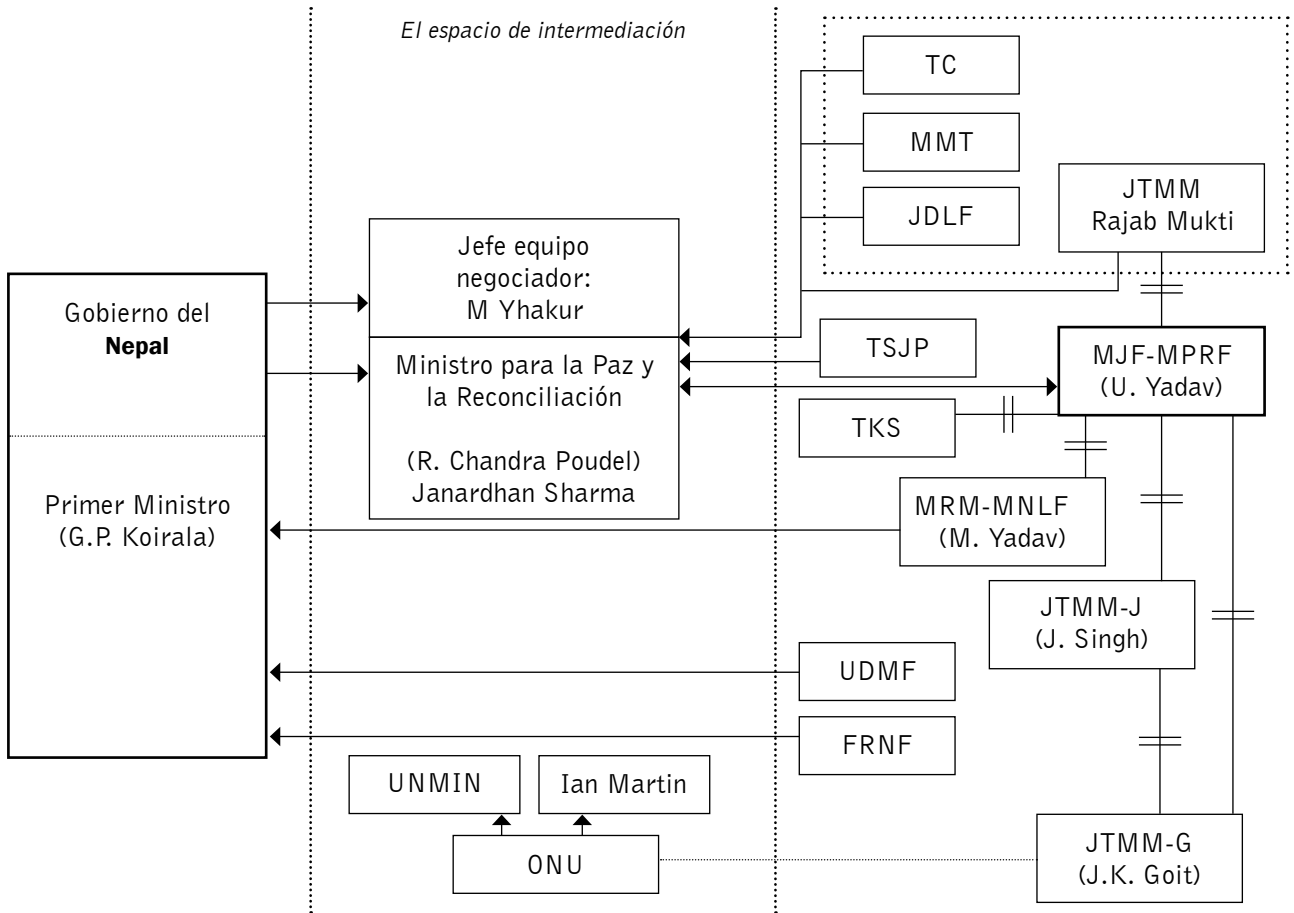 El espacio de intermediación
TC
MMT
JDLF
JTMM
Rajab Mukti
Jefe equipo
negociador:
M Yhakur
Gobierno del
Nepal
Ministro para la Paz y
la Reconciliación
(R. Chandra Poudel)
Janardhan Sharma
TSJP
MJF-MPRF
(U. Yadav)
TKS
Primer Ministro
(G.P. Koirala)
MRM-MNLF
(M. Yadav)
JTMM-J
(J. Singh)
UDMF
FRNF
UNMIN
Ian Martin
ONU
JTMM-G
(J.K. Goit)